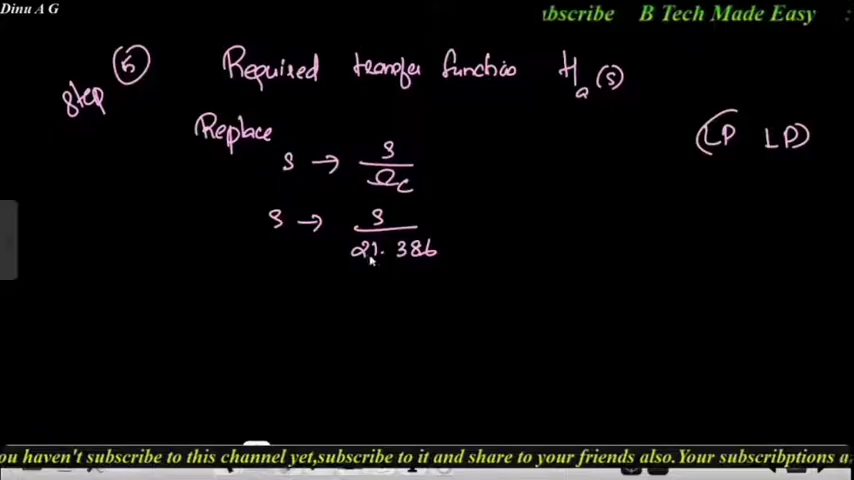 Dinu A G
ubscribe B Tech Made Easy :
Step 5 Required transfer function Ha(s)
Replace
(LP LP)
s → s / Ωc
s → s / 21.386
ou haven't subscribe to this channel yet,subscribe to it and share to your friends also.Your subscribptions a